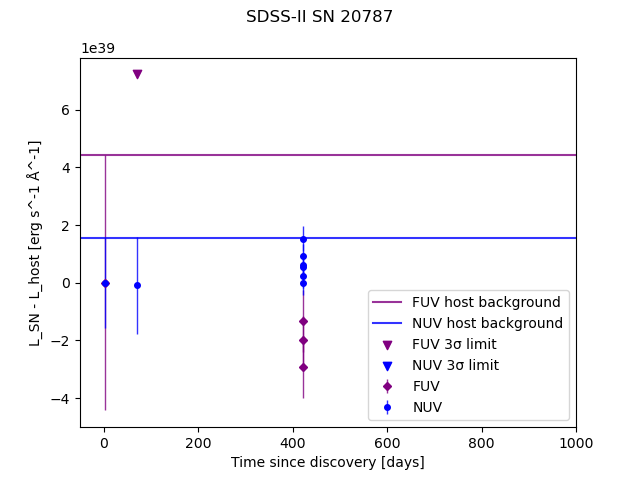 SDSS-II SN 20787
1e39
L_SN - L_host [erg s^-1 Å^-1]
6
4
2
0
−2
−4
FUV host background
NUV host background
FUV 3σ limit
NUV 3σ limit
FUV
NUV
0 200 400 600 800 1000
Time since discovery [days]